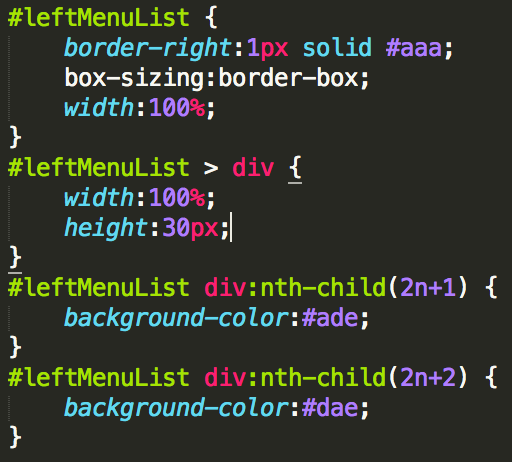 #leftMenuList {
border-right:1px solid #aaa;
box-sizing:border-box;
width:100%;
}
#leftMenuList > div {
width:100%;
height:30px;
}
#leftMenuList div:nth-child(2n+1) {
background-color:#ade;
}
#leftMenuList div:nth-child(2n+2) {
background-color:#dae;
}